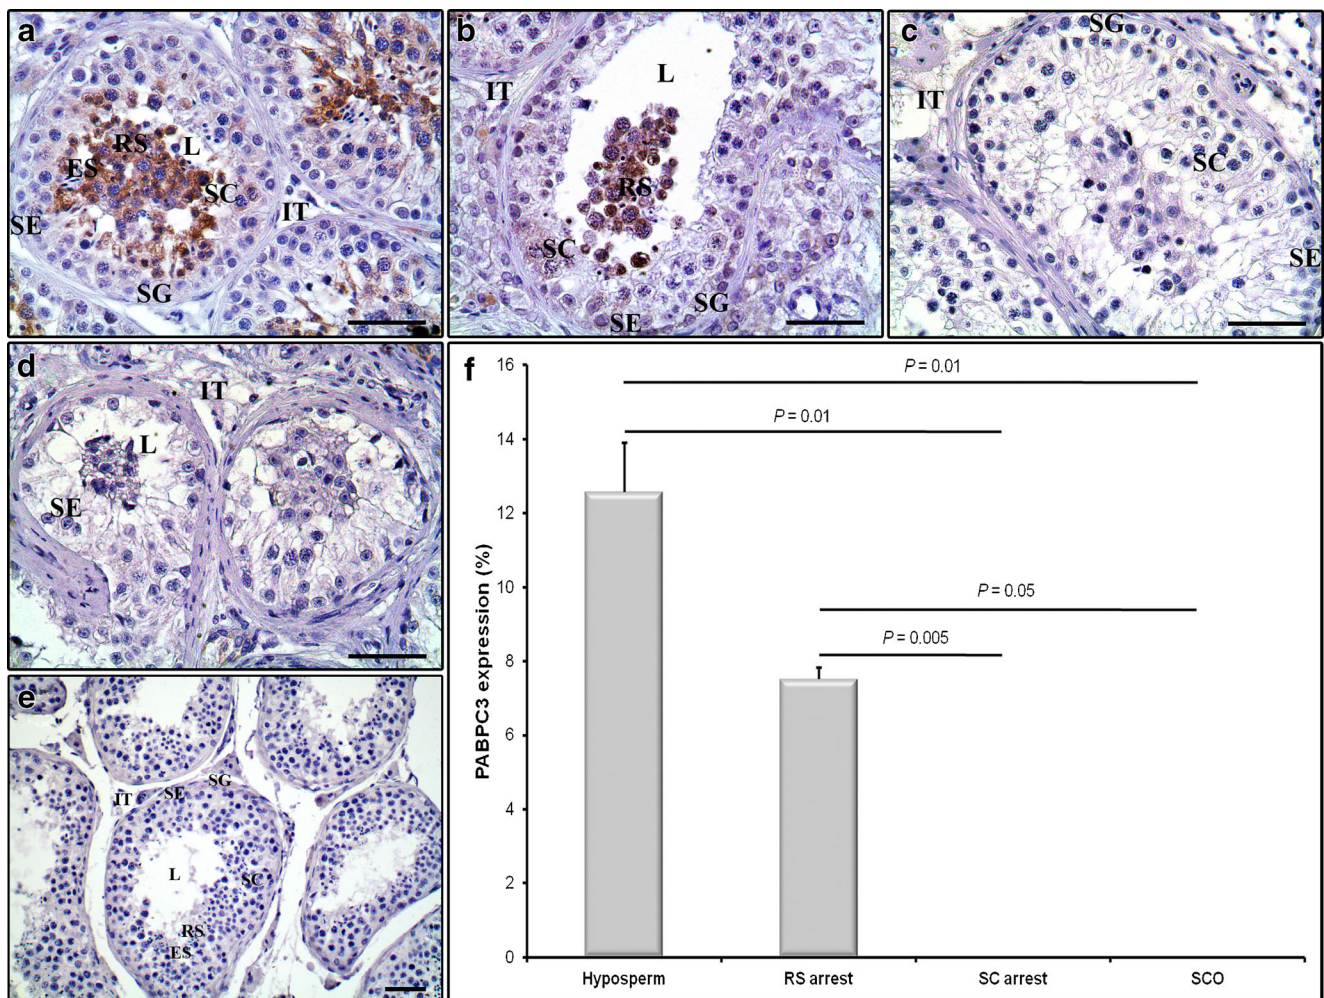 a
RS
L
ES
SC
SE
IT
SG
b
L
IT
RS
SC
SG
SE
c
SG
IT
SC
SE
d
IT
L
SE
e
SG
SE
IT
L
SC
RS
ES
f
16
14
12
10
8
6
4
2
0
PABPC3 expression (%)
P = 0.01
P = 0.01
P = 0.05
P = 0.005
Hyposperm RS arrest SC arrest SCO